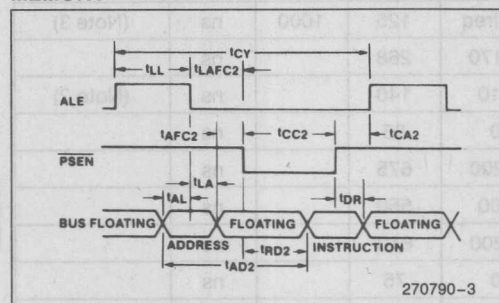 tCY
tLL tLAFC2
ALE
tAFC2 tCC2 tCA2
PSEN
tLA
tAL tDR
BUS FLOATING FLOATING FLOATING
ADDRESS tRD2 INSTRUCTION
tAD2
270790–3